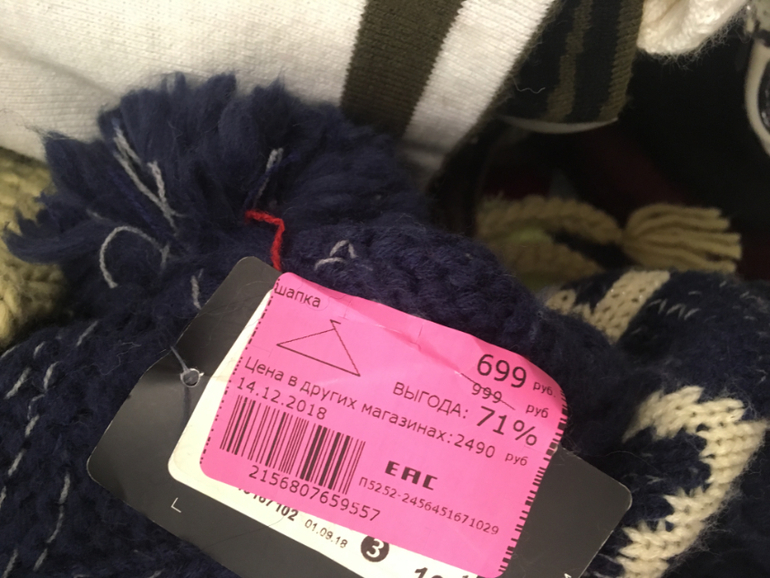 шапка
699 руб
999 руб
ВЫГОДА: 71%
Цена в других магазинах:2490 руб
14.12.2018
ЕАС
2156807659557
П5252-2456451671029
01.09.18
3
L